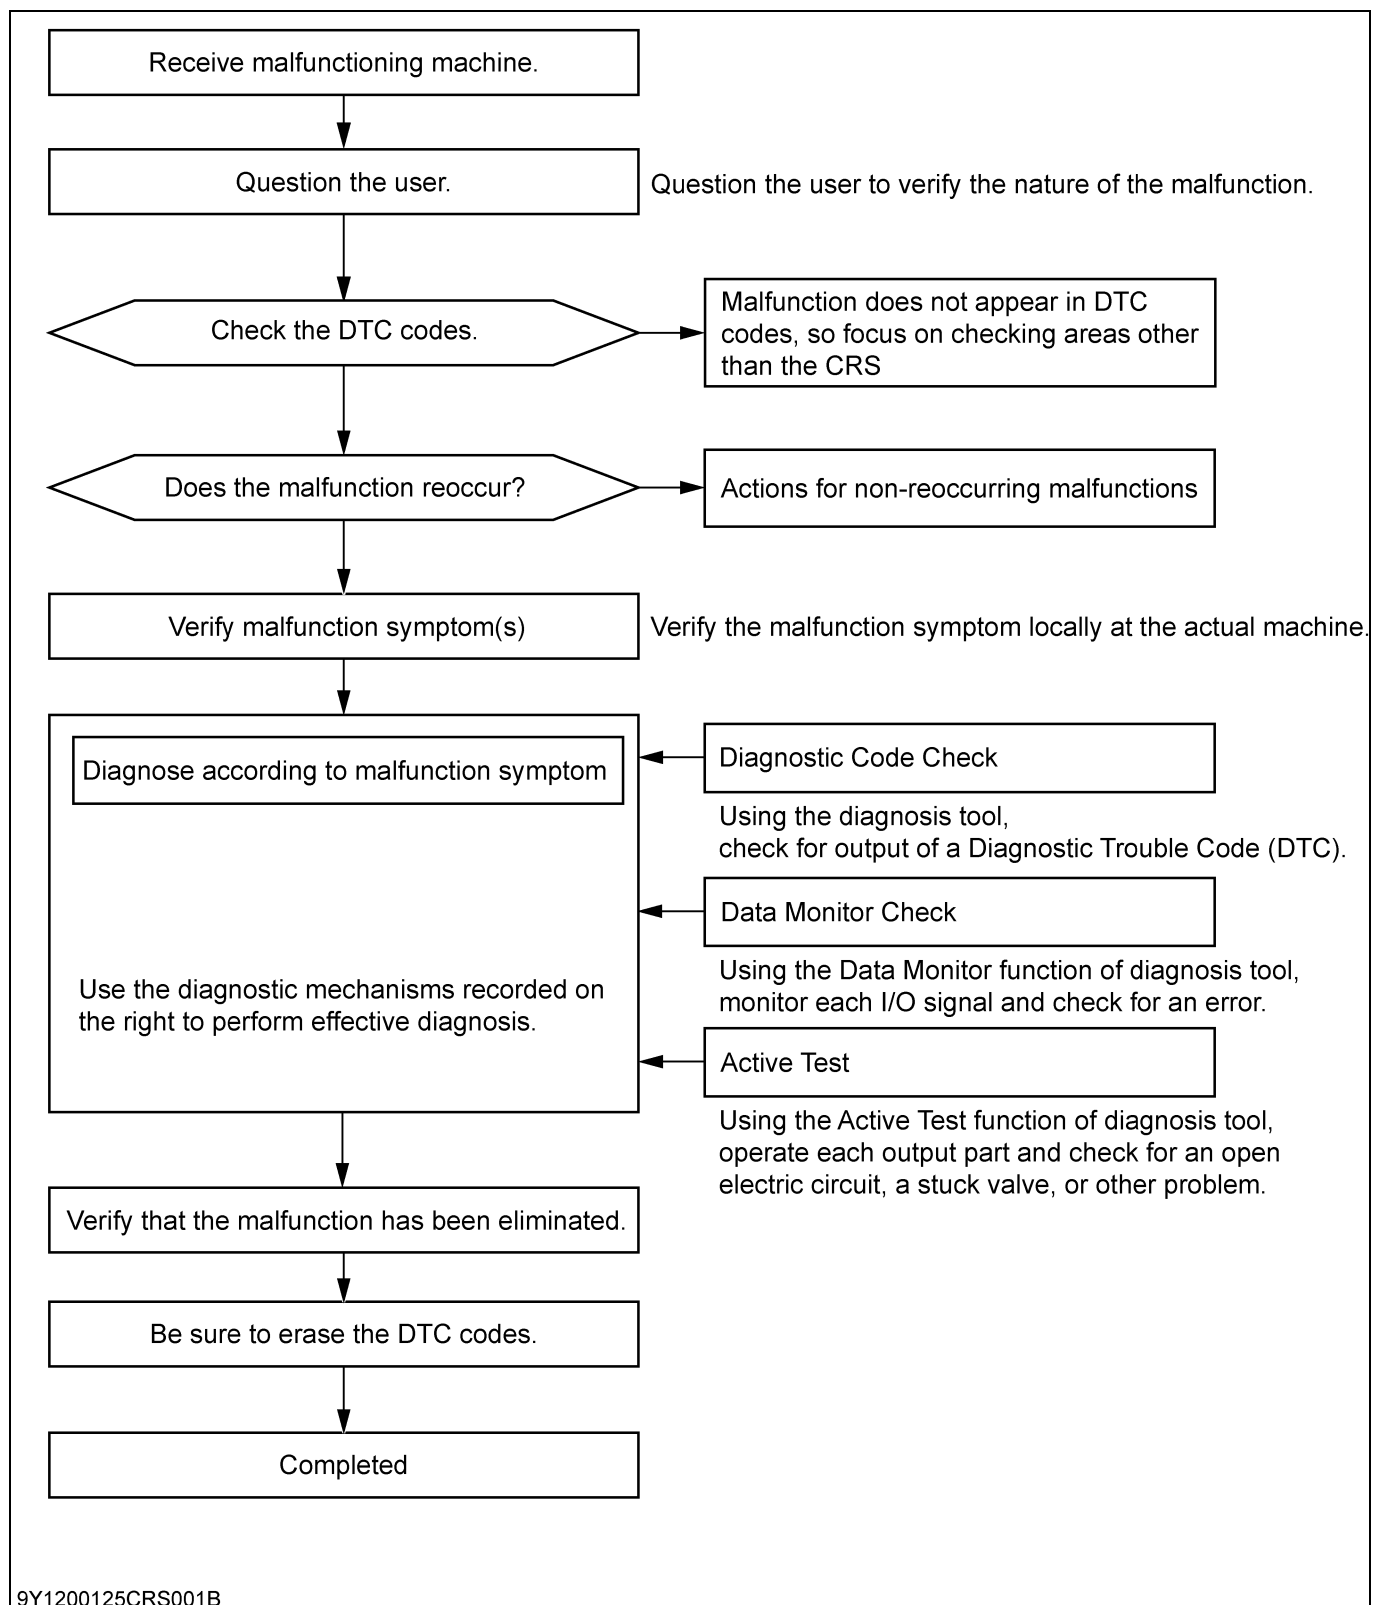 Receive malfunctioning machine.
Question the user.
Question the user to verify the nature of the malfunction.
Check the DTC codes.
Malfunction does not appear in DTC
codes, so focus on checking areas other
than the CRS
Does the malfunction reoccur?
Actions for non-reoccurring malfunctions
Verify malfunction symptom(s)
Verify the malfunction symptom locally at the actual machine.
Diagnose according to malfunction symptom
Use the diagnostic mechanisms recorded on
the right to perform effective diagnosis.
Diagnostic Code Check
Using the diagnosis tool,
check for output of a Diagnostic Trouble Code (DTC).
Data Monitor Check
Using the Data Monitor function of diagnosis tool,
monitor each I/O signal and check for an error.
Active Test
Using the Active Test function of diagnosis tool,
operate each output part and check for an open
electric circuit, a stuck valve, or other problem.
Verify that the malfunction has been eliminated.
Be sure to erase the DTC codes.
Completed
9Y1200125CRS001B